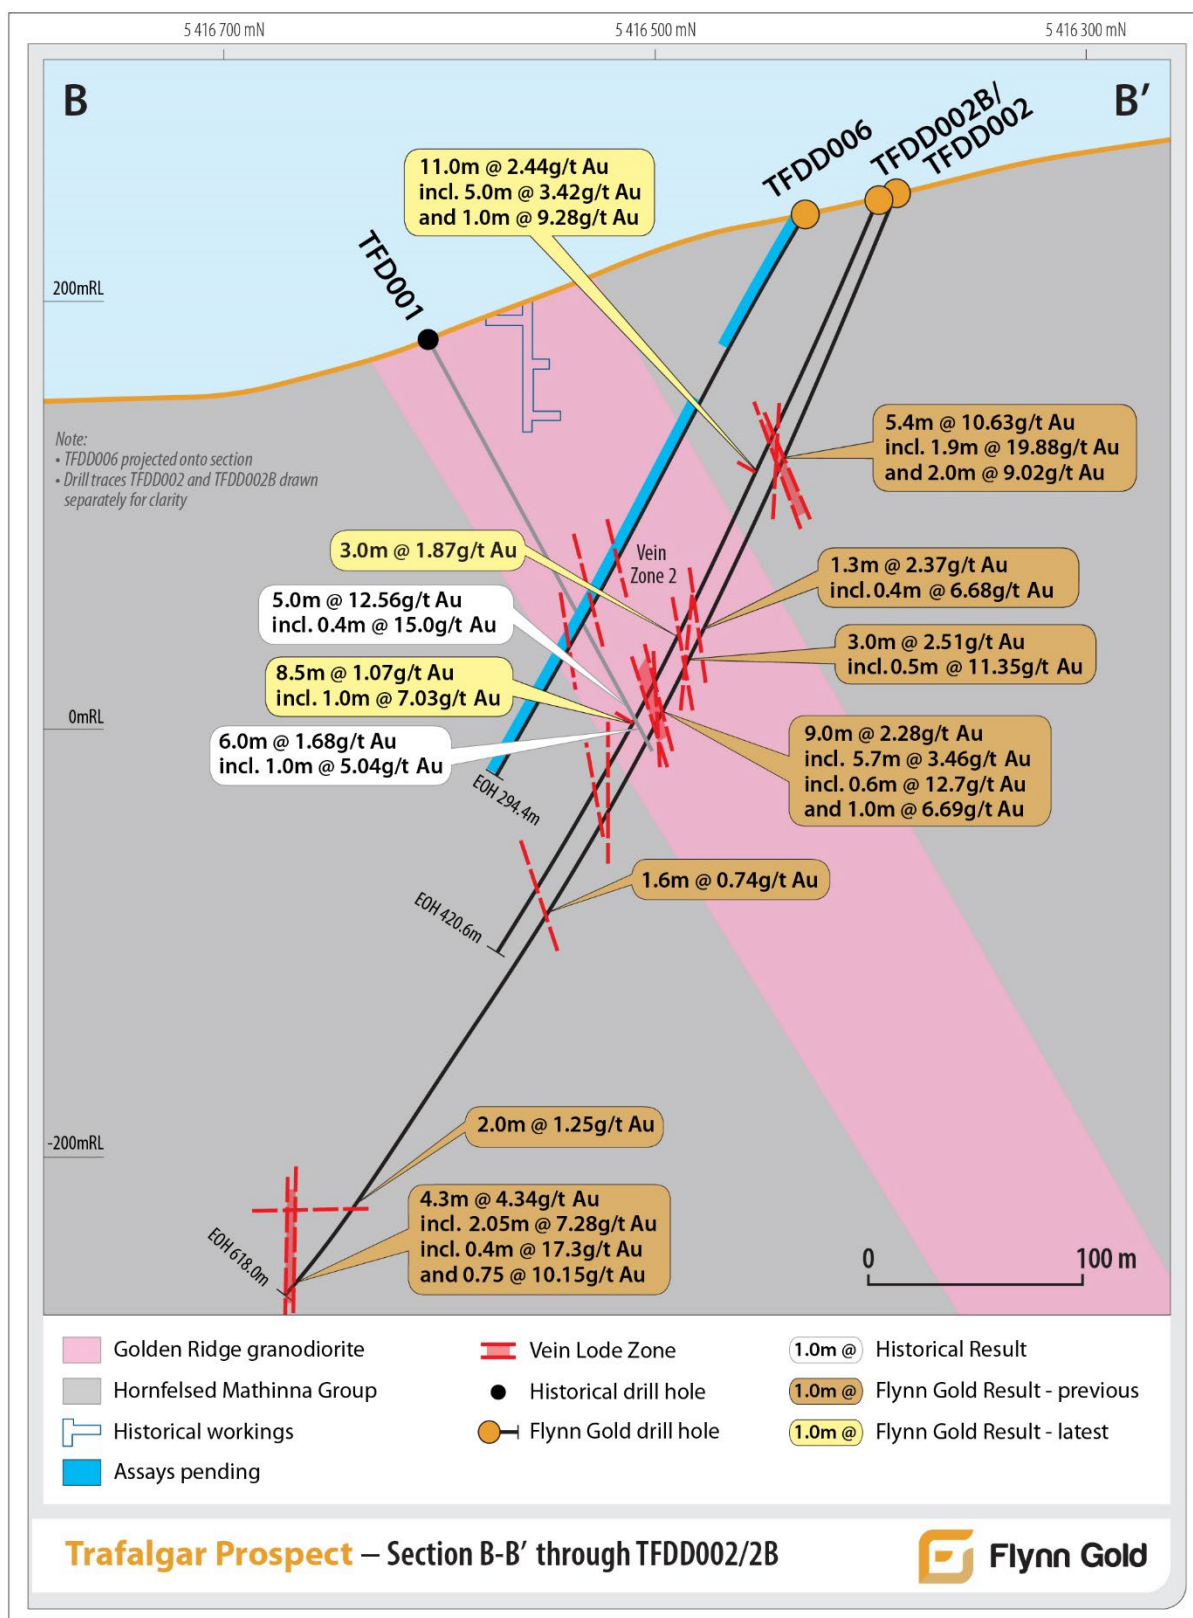 5 416 700 mN
5 416 500 mN
5 416 300 mN
B
B′
TFDD006
TFDD002B/
TFDD002
11.0m @ 2.44g/t Au
incl. 5.0m @ 3.42g/t Au
and 1.0m @ 9.28g/t Au
TFD001
200mRL
Note:
• TFDD006 projected onto section
• Drill traces TFDD002 and TFDD002B drawn
separately for clarity
5.4m @ 10.63g/t Au
incl. 1.9m @ 19.88g/t Au
and 2.0m @ 9.02g/t Au
3.0m @ 1.87g/t Au
Vein
Zone 2
1.3m @ 2.37g/t Au
incl. 0.4m @ 6.68g/t Au
5.0m @ 12.56g/t Au
incl. 0.4m @ 15.0g/t Au
3.0m @ 2.51g/t Au
incl. 0.5m @ 11.35g/t Au
8.5m @ 1.07g/t Au
incl. 1.0m @ 7.03g/t Au
0mRL
6.0m @ 1.68g/t Au
incl. 1.0m @ 5.04g/t Au
9.0m @ 2.28g/t Au
incl. 5.7m @ 3.46g/t Au
incl. 0.6m @ 12.7g/t Au
and 1.0m @ 6.69g/t Au
EOH 294.4m
1.6m @ 0.74g/t Au
EOH 420.6m
2.0m @ 1.25g/t Au
-200mRL
4.3m @ 4.34g/t Au
incl. 2.05m @ 7.28g/t Au
incl. 0.4m @ 17.3g/t Au
and 0.75 @ 10.15g/t Au
EOH 618.0m
0
100 m
Golden Ridge granodiorite
Hornfelsed Mathinna Group
Historical workings
Assays pending
Vein Lode Zone
Historical drill hole
Flynn Gold drill hole
1.0m @ Historical Result
1.0m @ Flynn Gold Result - previous
1.0m @ Flynn Gold Result - latest
Trafalgar Prospect – Section B-B′ through TFDD002/2B
Flynn Gold